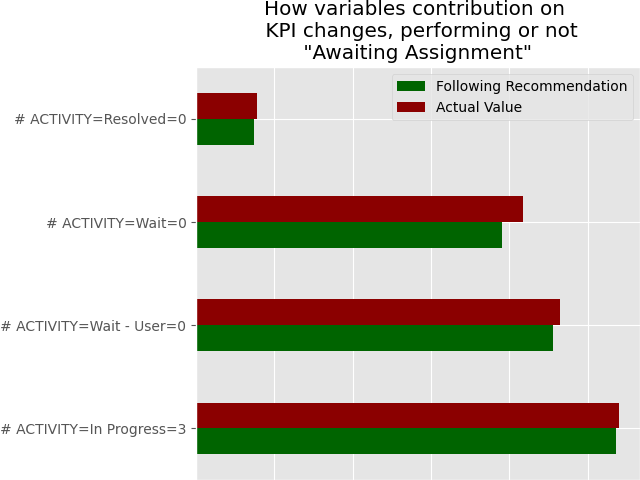 How variables contribution on
KPI changes, performing or not
"Awaiting Assignment"
Following Recommendation
Actual Value
# ACTIVITY=Resolved=0
# ACTIVITY=Wait=0
# ACTIVITY=Wait - User=0
# ACTIVITY=In Progress=3